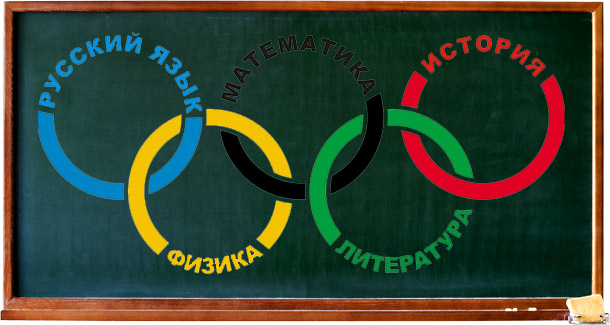 РУССКИЙ ЯЗЫК
МАТЕМАТИКА
ИСТОРИЯ
ФИЗИКА
ЛИТЕРАТУРА